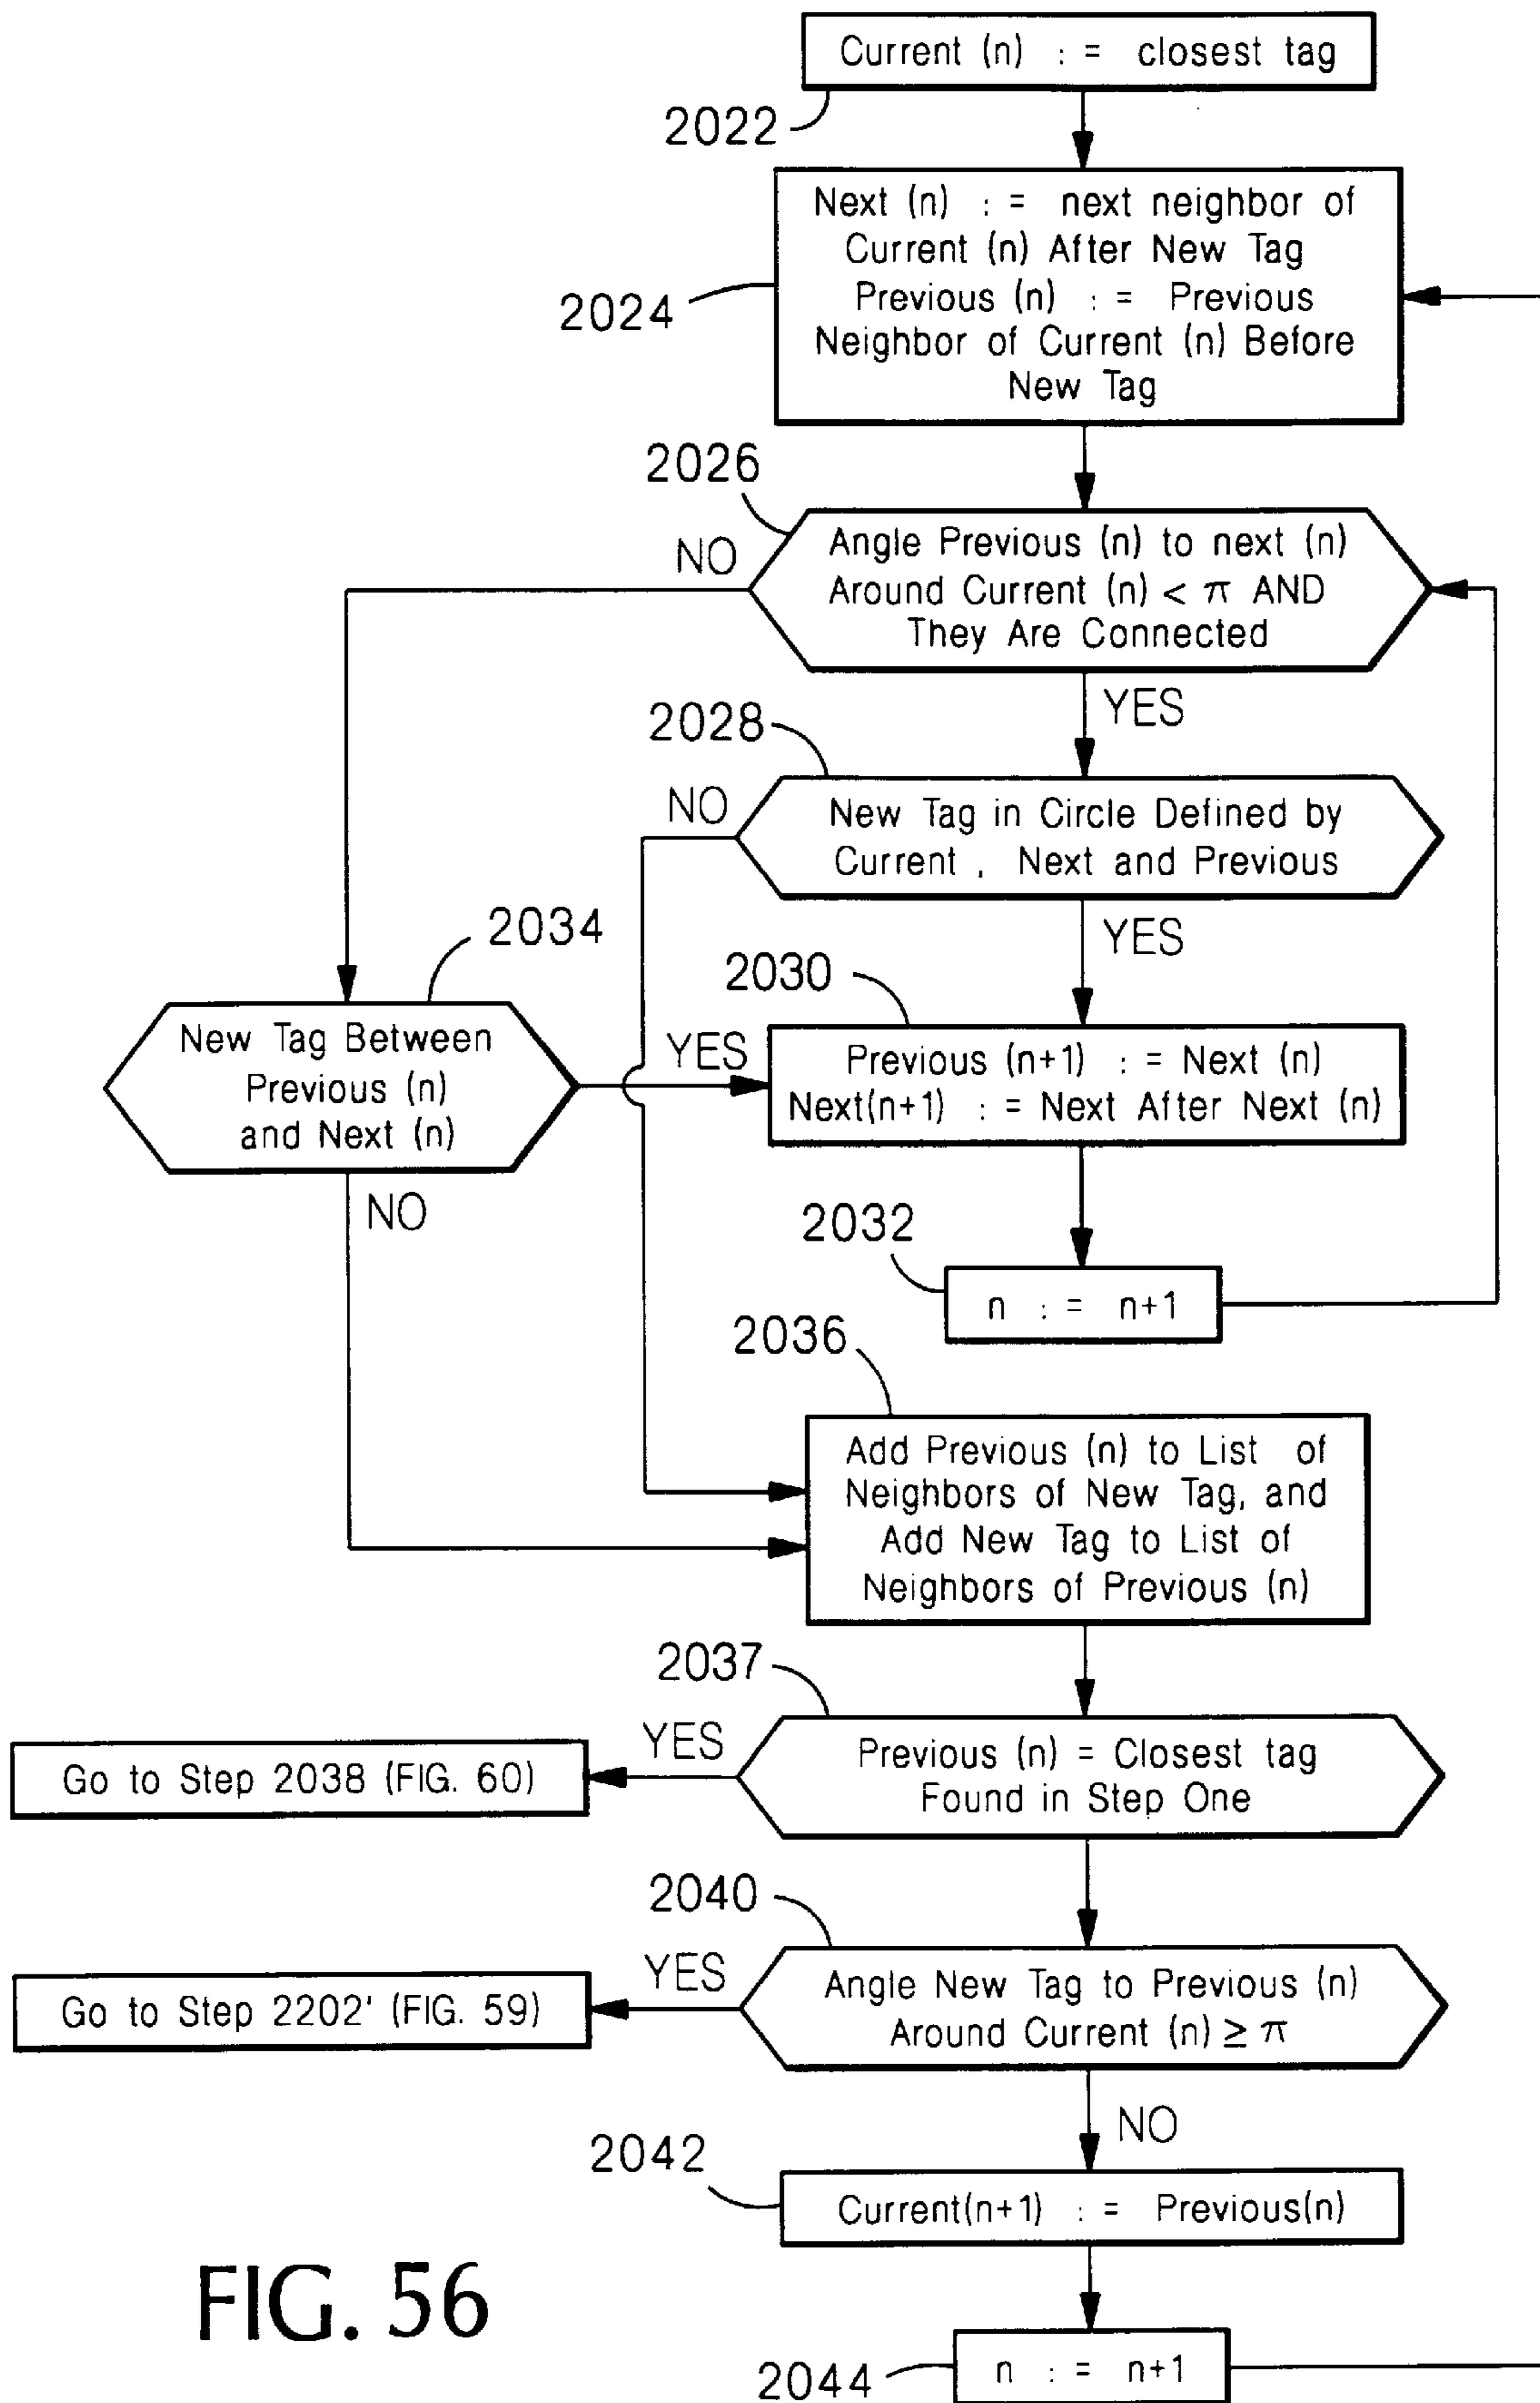 Current (n) := closest tag
2022
Next (n) := next neighbor of
Current (n) After New Tag
Previous (n) := Previous
Neighbor of Current (n) Before
New Tag
2024
2026
NO
Angle Previous (n) to next (n)
Around Current (n) < π AND
They Are Connected
YES
2028
NO
New Tag in Circle Defined by
Current , Next and Previous
YES
2034
2030
New Tag Between
Previous (n)
and Next (n)
YES
Previous (n+1) := Next (n)
Next(n+1) := Next After Next (n)
NO
2032
n := n+1
2036
Add Previous (n) to List of
Neighbors of New Tag, and
Add New Tag to List of
Neighbors of Previous (n)
2037
YES
Go to Step 2038 (FIG. 60)
Previous (n) = Closest tag
Found in Step One
2040
YES
Go to Step 2202' (FIG. 59)
Angle New Tag to Previous (n)
Around Current (n) ≥ π
NO
2042
Current(n+1) := Previous(n)
FIG. 56
2044
n := n+1